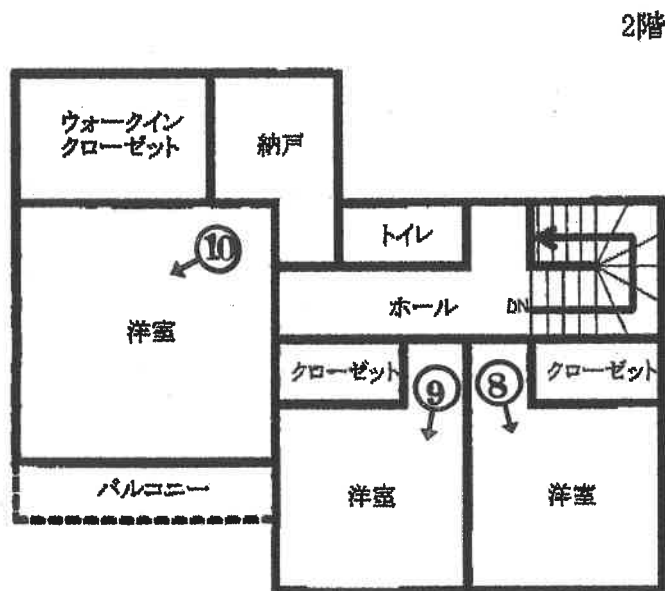 2階
ウォークイン
クローゼット
納戸
トイレ
⑩
洋室
ホール
DN
クローゼット
⑨
⑧
クローゼット
バルコニー
洋室
洋室